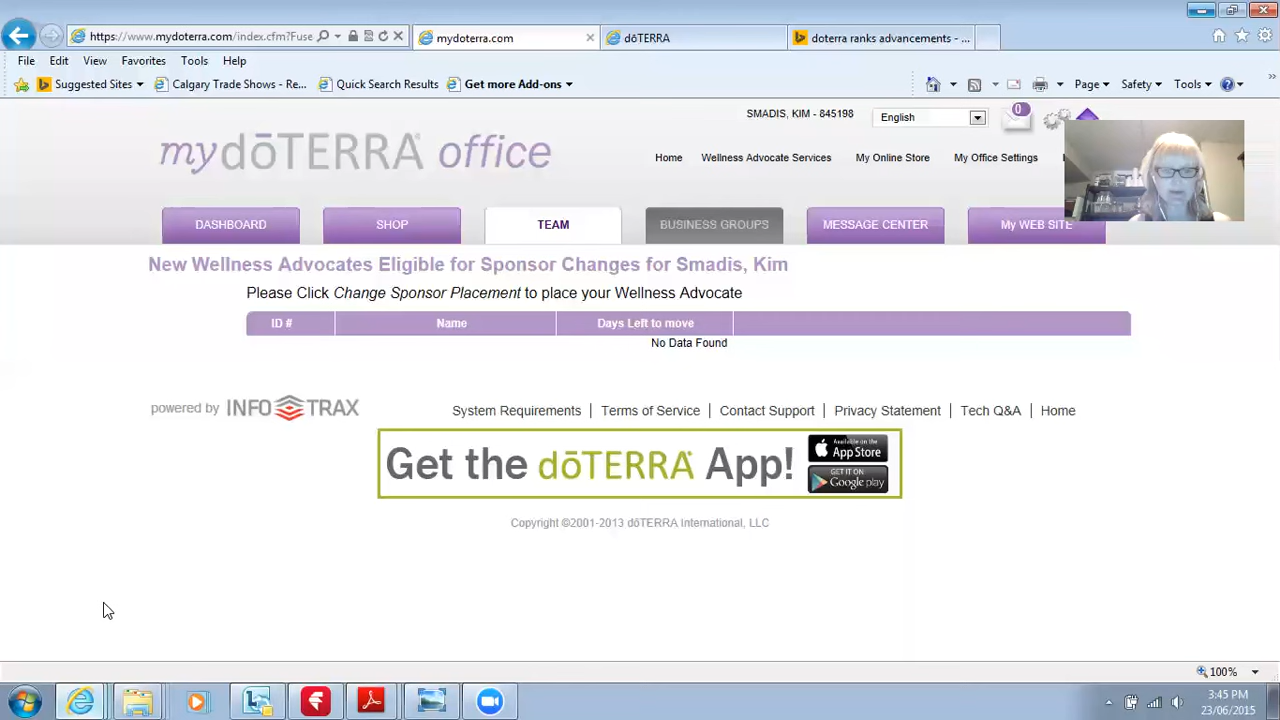 https://www.mydoterra.com/index.cfm?Fuse
mydoterra.com
dōTERRA
doterra ranks advancements - ...
File Edit View Favorites Tools Help
Suggested Sites
Calgary Trade Shows - Re...
Quick Search Results
Get more Add-ons
Page
Safety
Tools
SMADIS, KIM - 845198
English
0
mydōTERRA office
Home
Wellness Advocate Services
My Online Store
My Office Settings
DASHBOARD
SHOP
TEAM
BUSINESS GROUPS
MESSAGE CENTER
My WEB SITE
New Wellness Advocates Eligible for Sponsor Changes for Smadis, Kim
Please Click Change Sponsor Placement to place your Wellness Advocate
ID # Name Days Left to move
No Data Found
powered by INFO TRAX
System Requirements | Terms of Service | Contact Support | Privacy Statement | Tech Q&A | Home
Get the dōTERRA App!
Available on the App Store
GET IT ON Google play
Copyright ©2001-2013 dōTERRA International, LLC
100%
3:45 PM
23/06/2015